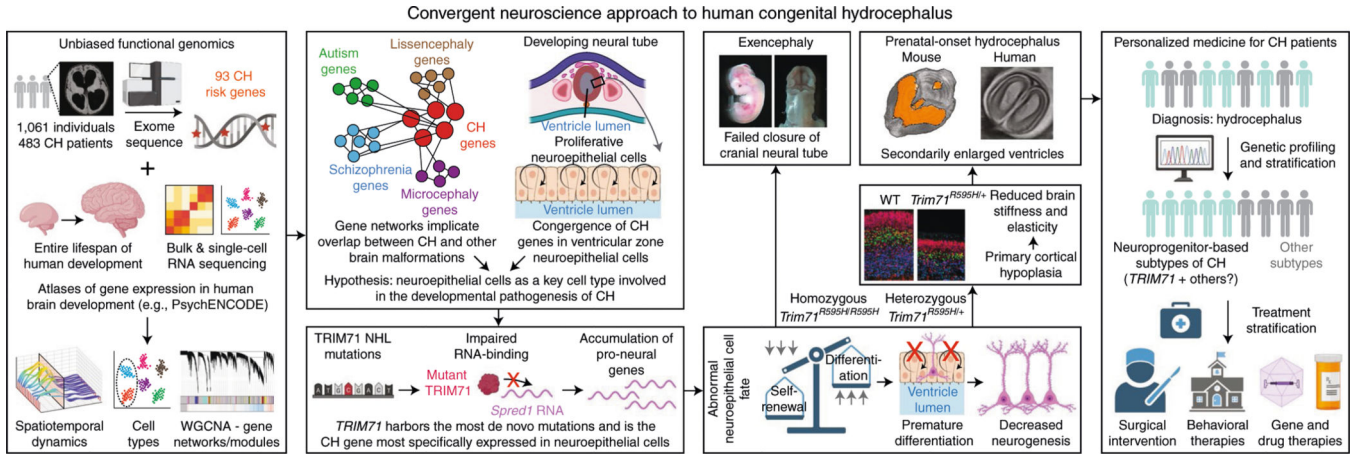 Convergent neuroscience approach to human congenital hydrocephalus
Unbiased functional genomics
93 CH
risk genes
1,061 individuals
483 CH patients
Exome
sequence
+
Entire lifespan of
human development
Bulk & single-cell
RNA sequencing
Atlases of gene expression in human
brain development (e.g., PsychENCODE)
Spatiotemporal
dynamics
Cell
types
WGCNA - gene
networks/modules
Autism
genes
Lissencephaly
genes
CH
genes
Schizophrenia
genes
Microcephaly
genes
Gene networks implicate
overlap between CH and other
brain malformations
Developing neural tube
Ventricle lumen
Proliferative
neuroepithelial cells
Ventricle lumen
Congergence of CH
genes in ventricular zone
neuroepithelial cells
Hypothesis: neuroepithelial cells as a key cell type involved
in the developmental pathogenesis of CH
TRIM71 NHL
mutations
Impaired
RNA-binding
Mutant
TRIM71
Spred1 RNA
Accumulation of
pro-neural
genes
TRIM71 harbors the most de novo mutations and is the
CH gene most specifically expressed in neuroepithelial cells
Exencephaly
Failed closure of
cranial neural tube
Prenatal-onset hydrocephalus
Mouse
Human
Secondarily enlarged ventricles
WT
Trim71R595H/+
Reduced brain
stiffness and
elasticity
Primary cortical
hypoplasia
Homozygous
Trim71R595H/R595H
Heterozygous
Trim71R595H/+
Abnormal
neuroepithelial cell
fate
Self-
renewal
Differenti-
ation
Ventricle
lumen
Premature
differentiation
Decreased
neurogenesis
Personalized medicine for CH patients
Diagnosis: hydrocephalus
Genetic profiling
and stratification
Neuroprogenitor-based
subtypes of CH
(TRIM71 + others?)
Other
subtypes
Treatment
stratification
Surgical
intervention
Behavioral
therapies
Gene and
drug therapies